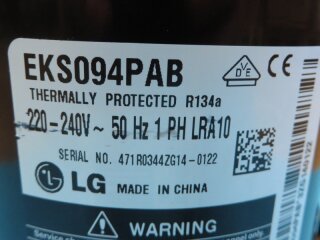 EKS094PAB
THERMALLY PROTECTED R134a
220-240V~ 50 Hz 1 PH LRA10
SERIAL NO. 471R0344ZG14-0122
LG MADE IN CHINA
WARNING